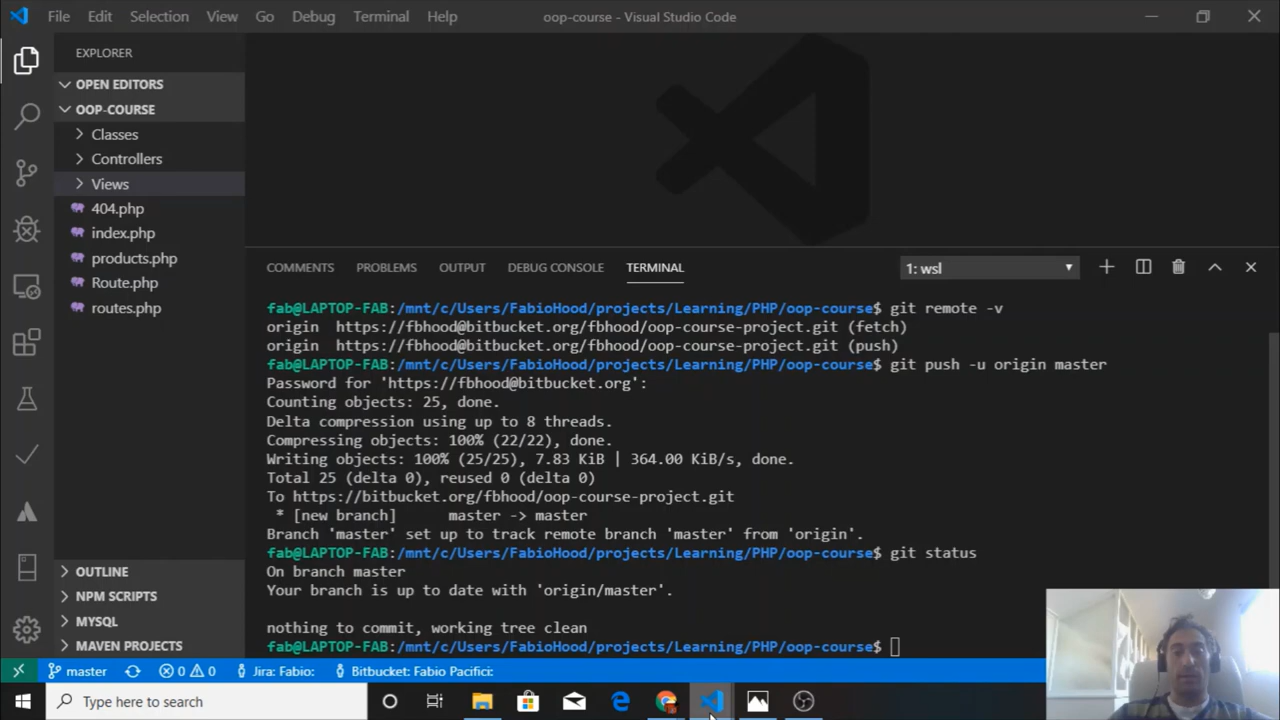 File Edit Selection View Go Debug Terminal Help oop-course - Visual Studio Code
EXPLORER
OPEN EDITORS
OOP-COURSE
Classes
Controllers
Views
404.php
index.php
products.php
Route.php
routes.php
OUTLINE
NPM SCRIPTS
MYSQL
MAVEN PROJECTS
COMMENTS PROBLEMS OUTPUT DEBUG CONSOLE TERMINAL 1: wsl
fab@LAPTOP-FAB:/mnt/c/Users/FabioHood/projects/Learning/PHP/oop-course$ git remote -v
origin https://fbhood@bitbucket.org/fbhood/oop-course-project.git (fetch)
origin https://fbhood@bitbucket.org/fbhood/oop-course-project.git (push)
fab@LAPTOP-FAB:/mnt/c/Users/FabioHood/projects/Learning/PHP/oop-course$ git push -u origin master
Password for 'https://fbhood@bitbucket.org':
Counting objects: 25, done.
Delta compression using up to 8 threads.
Compressing objects: 100% (22/22), done.
Writing objects: 100% (25/25), 7.83 KiB | 364.00 KiB/s, done.
Total 25 (delta 0), reused 0 (delta 0)
To https://bitbucket.org/fbhood/oop-course-project.git
* [new branch] master -> master
Branch 'master' set up to track remote branch 'master' from 'origin'.
fab@LAPTOP-FAB:/mnt/c/Users/FabioHood/projects/Learning/PHP/oop-course$ git status
On branch master
Your branch is up to date with 'origin/master'.
nothing to commit, working tree clean
fab@LAPTOP-FAB:/mnt/c/Users/FabioHood/projects/Learning/PHP/oop-course$
master 0 0 Jira: Fabio: Bitbucket: Fabio Pacifici:
Type here to search